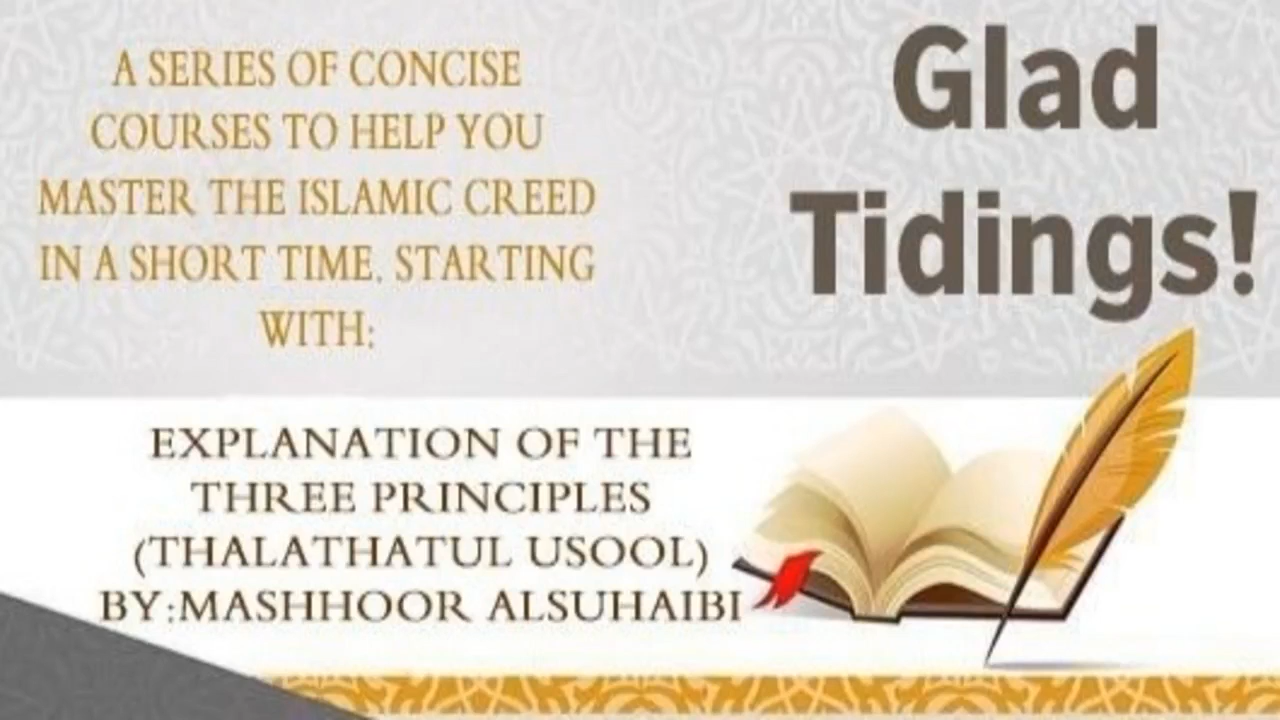 A SERIES OF CONCISE
COURSES TO HELP YOU
MASTER THE ISLAMIC CREED
IN A SHORT TIME. STARTING
WITH:
Glad
Tidings!
EXPLANATION OF THE
THREE PRINCIPLES
(THALATHATUL USOOL)
BY:MASHHOOR ALSUHAIBI